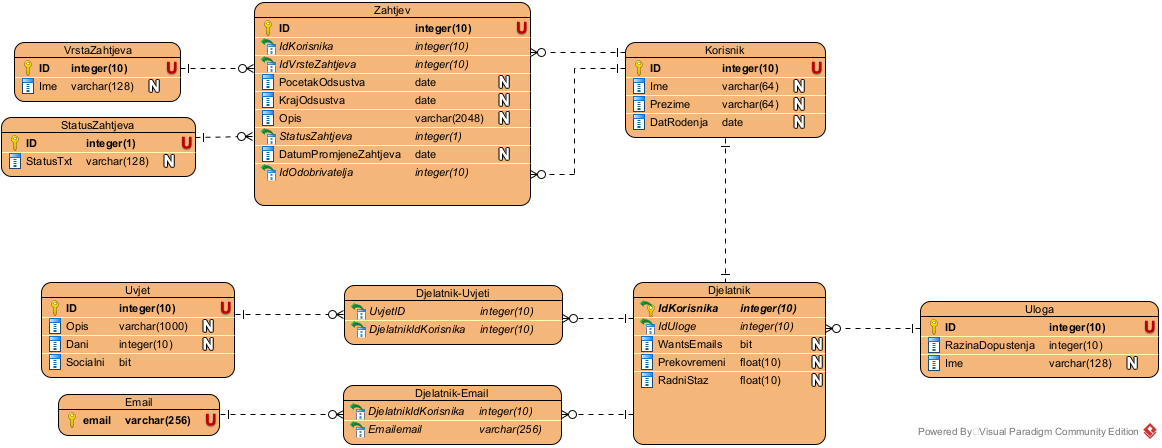 Zahtjev
ID integer(10) U
IdKorisnika integer(10)
IdVrsteZahtjeva integer(10)
PocetakOdsustva date N
KrajOdsustva date N
Opis varchar(2048) N
StatusZahtjeva integer(1)
DatumPromjeneZahtjeva date N
IdOdobrivatelja integer(10)
VrstaZahtjeva
ID integer(10) U
Ime varchar(128) N
StatusZahtjeva
ID integer(1) U
StatusTxt varchar(128) N
Korisnik
ID integer(10) U
Ime varchar(64) N
Prezime varchar(64) N
DatRodenja date N
Uvjet
ID integer(10) U
Opis varchar(1000) N
Dani integer(10) N
Socialni bit
Djelatnik-Uvjeti
UvjetID integer(10)
DjelatnikIdKorisnika integer(10)
Djelatnik
IdKorisnika integer(10)
IdUloge integer(10)
WantsEmails bit N
Prekovremeni float(10) N
RadniStaz float(10) N
Uloga
ID integer(10) U
RazinaDopustenja integer(10)
Ime varchar(128) N
Email
email varchar(256) U
Djelatnik-Email
DjelatnikIdKorisnika integer(10)
Emailemail varchar(256)
Powered By Visual Paradigm Community Edition